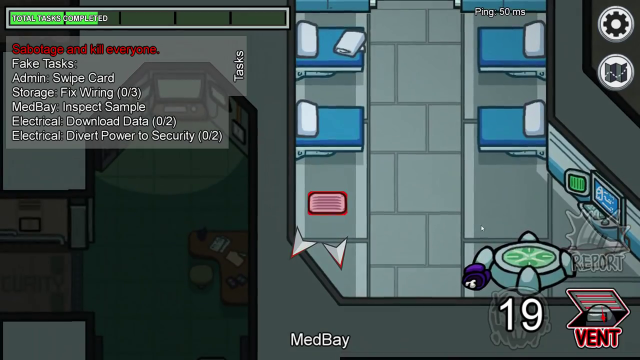 TOTAL TASKS COMPLETED
Ping: 50 ms
Sabotage and kill everyone.
Fake Tasks:
Admin: Swipe Card
Storage: Fix Wiring (0/3)
MedBay: Inspect Sample
Electrical: Download Data (0/2)
Electrical: Divert Power to Security (0/2)
Tasks
REPORT
19
VENT
MedBay